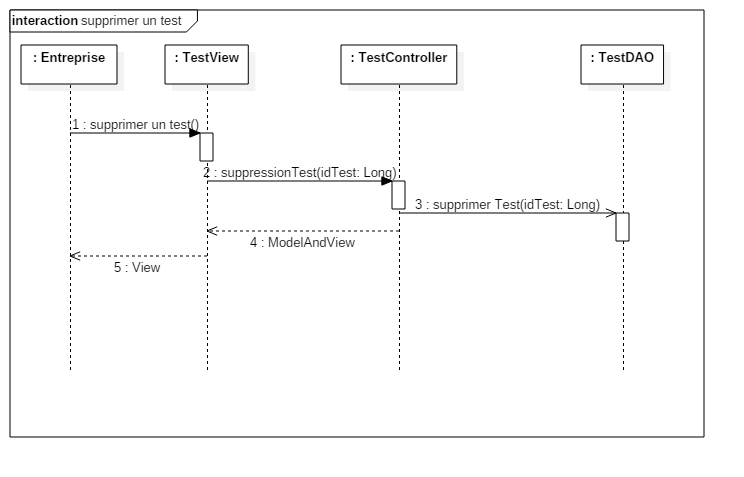 interaction supprimer un test
: Entreprise
: TestView
: TestController
: TestDAO
1 : supprimer un test()
2 : suppressionTest(idTest: Long)
3 : supprimer Test(idTest: Long)
4 : ModelAndView
5 : View